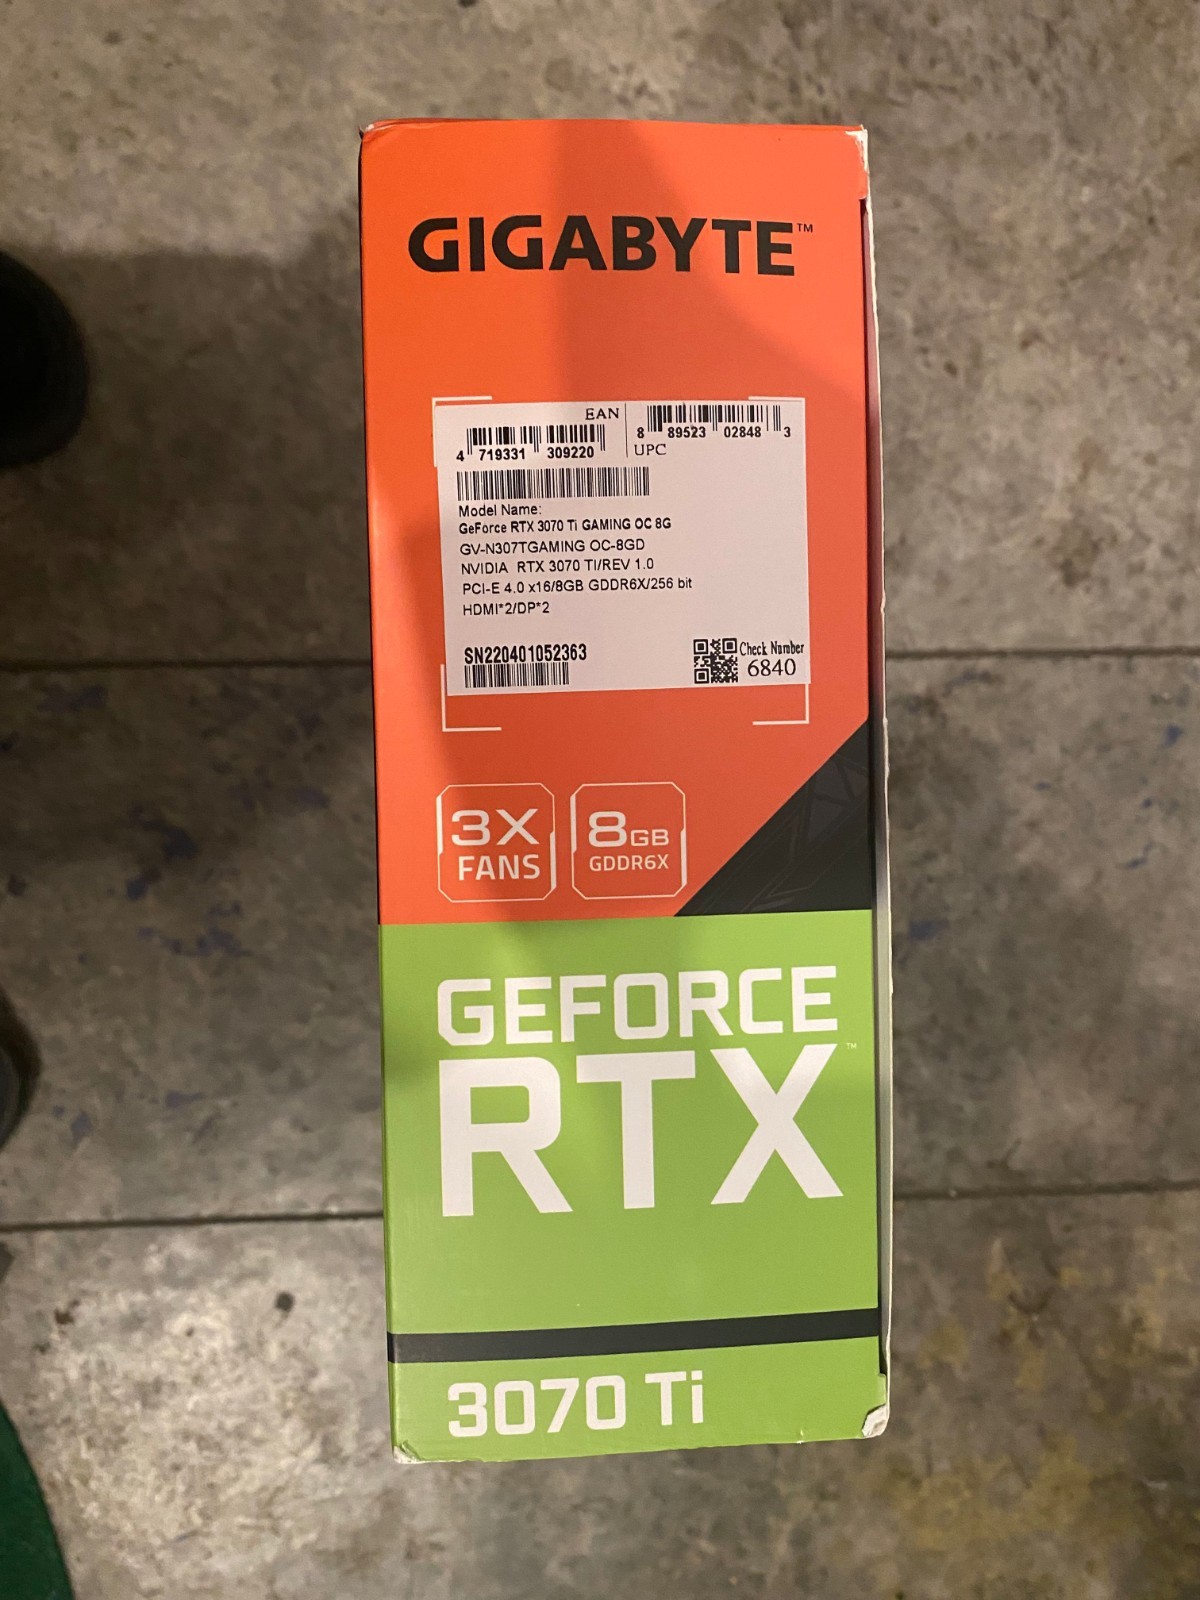 GIGABYTE™
EAN
4 719331 309220
8 89523 02848 3
UPC
Model Name:
GeForce RTX 3070 Ti GAMING OC 8G
GV-N307TGAMING OC-8GD
NVIDIA RTX 3070 TI/REV 1.0
PCI-E 4.0 x16/8GB GDDR6X/256 bit
HDMI*2/DP*2
SN220401052363
Check Number
6840
3X
FANS
8GB
GDDR6X
GEFORCE
RTX™
3070 Ti